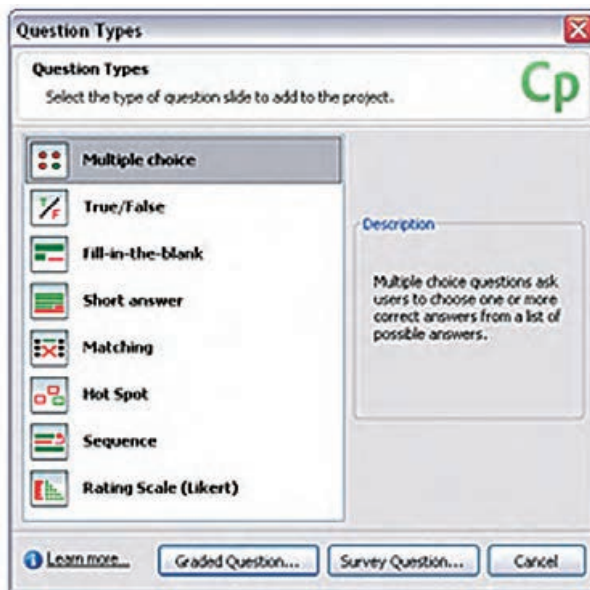 Question Types
Question Types
Select the type of question slide to add to the project.
Cp
Multiple choice
True/False
Fill-in-the-blank
Short answer
Matching
Hot Spot
Sequence
Rating Scale (Likert)
Description
Multiple choice questions ask
users to choose one or more
correct answers from a list of
possible answers.
Learn more...
Graded Question...
Survey Question...
Cancel